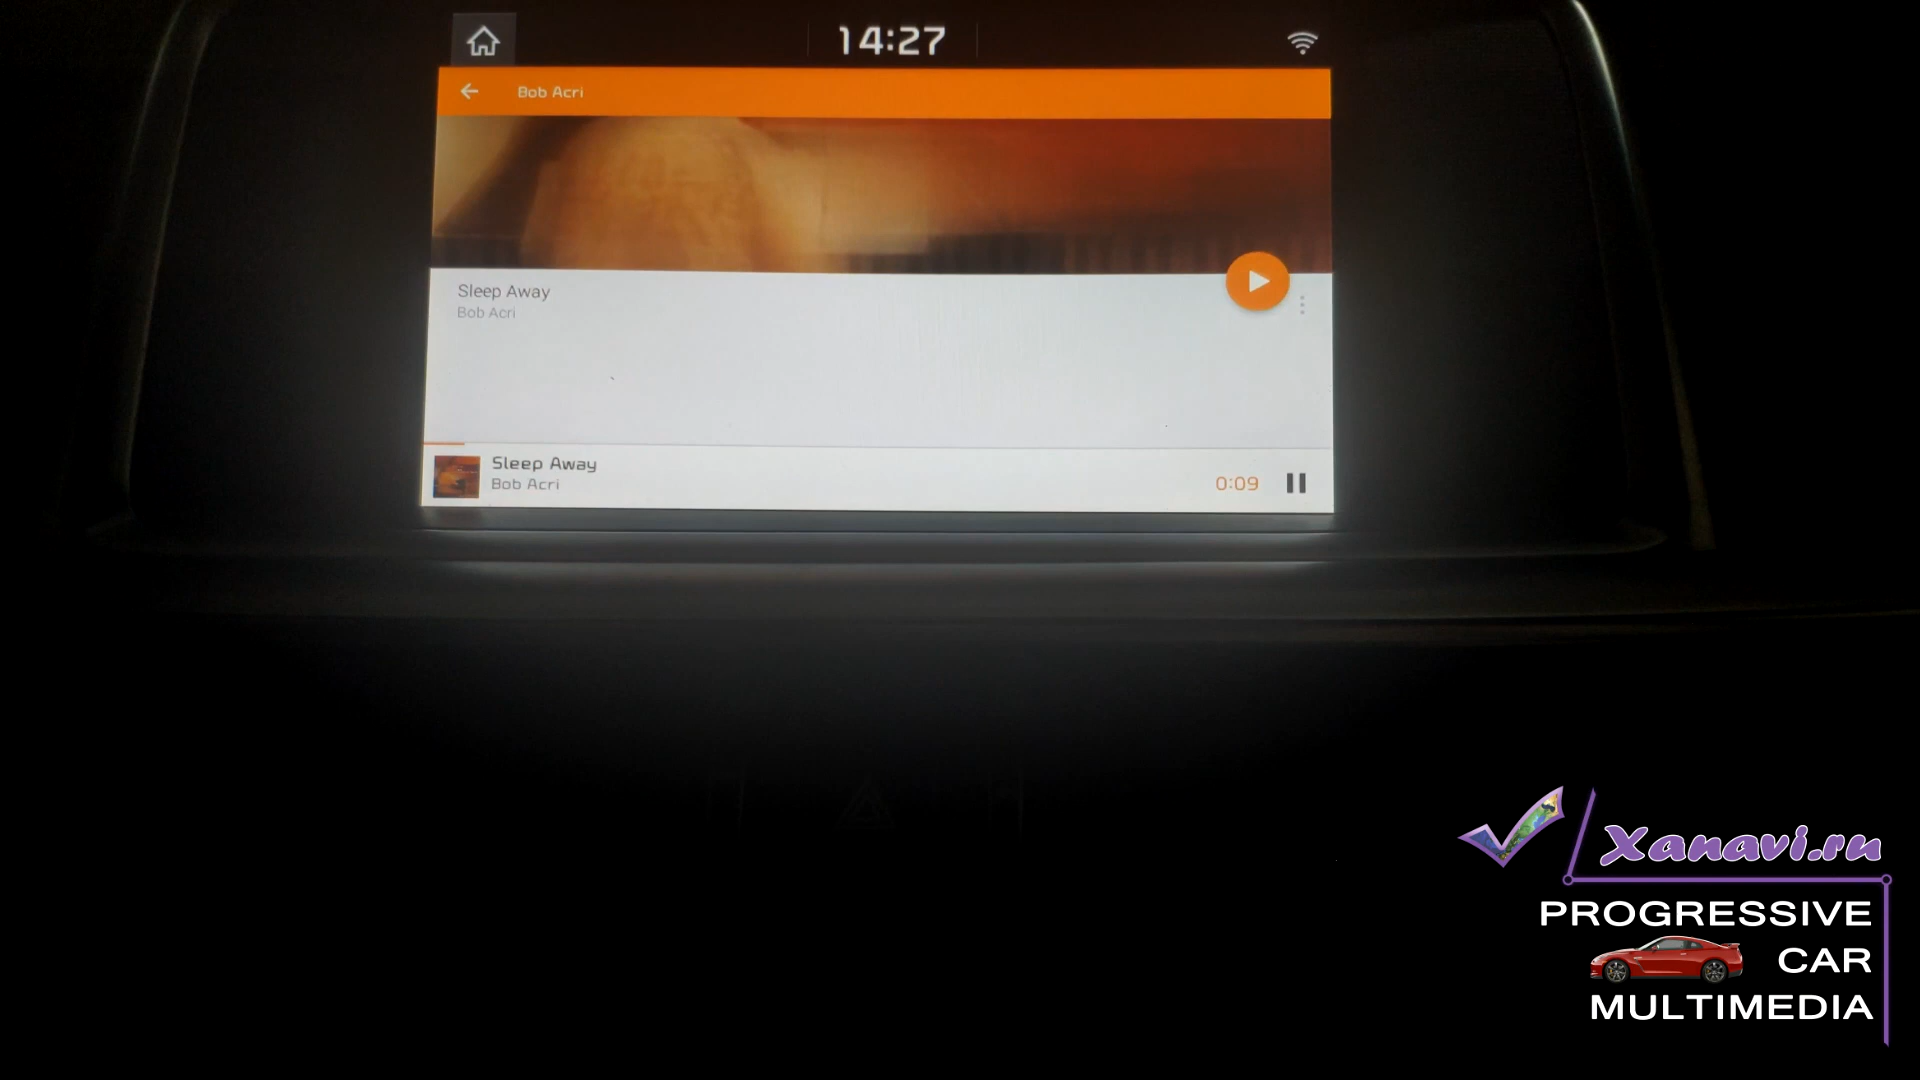 14:27
Bob Acri
Sleep Away
Bob Acri
Sleep Away
Bob Acri
0:09
Xanavi.ru
PROGRESSIVE
CAR
MULTIMEDIA